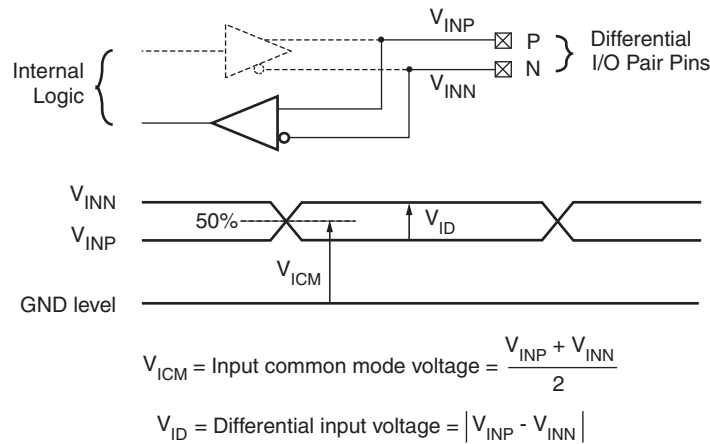 V_INP
P
N
Differential
I/O Pair Pins
Internal
Logic
V_INN
V_INN
50%
V_ID
V_INP
V_ICM
GND level
V_ICM = Input common mode voltage = (V_INP + V_INN) / 2
V_ID = Differential input voltage = |V_INP - V_INN|